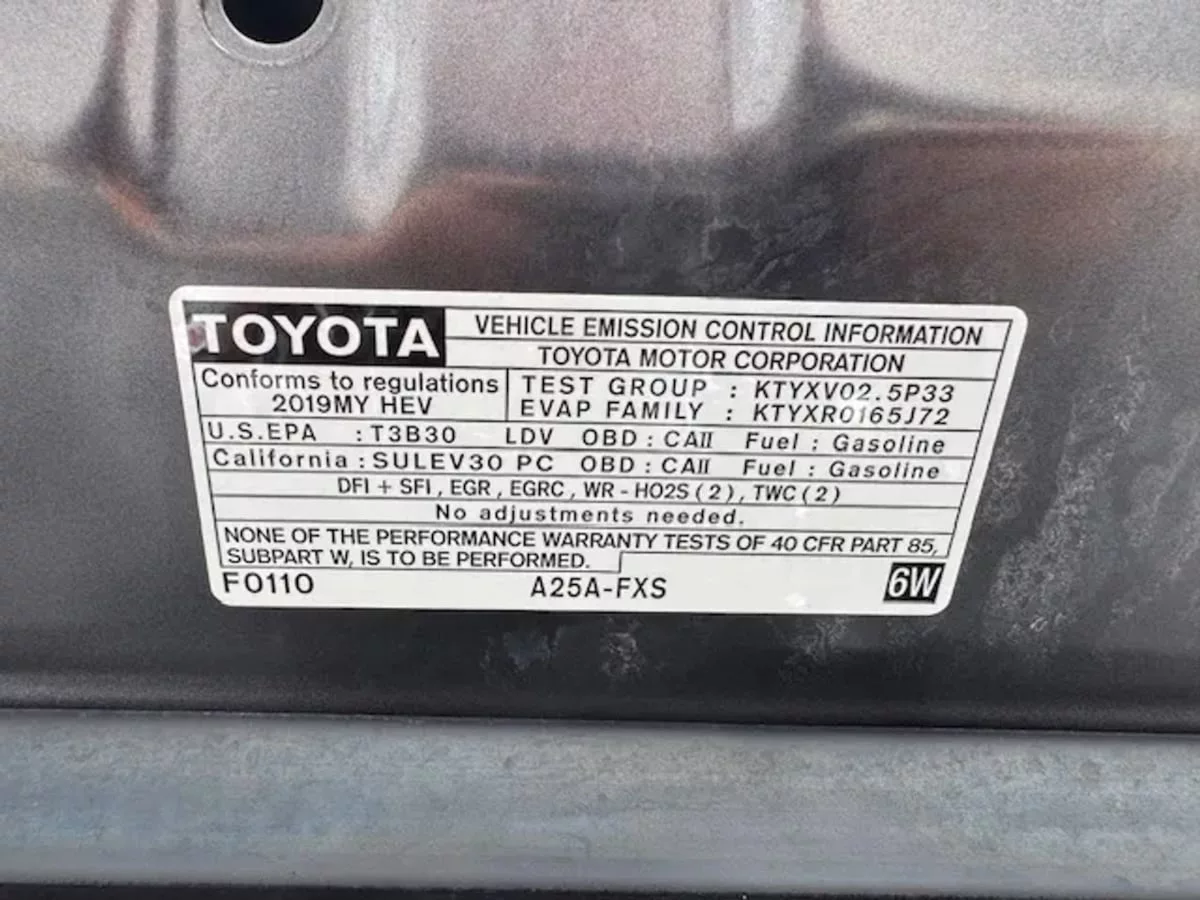 TOYOTA
VEHICLE EMISSION CONTROL INFORMATION
TOYOTA MOTOR CORPORATION
Conforms to regulations
2019MY HEV
TEST GROUP : KTYXV02.5P33
EVAP FAMILY : KTYXR0165J72
U.S.EPA : T3B30 LDV OBD : CAII Fuel : Gasoline
California : SULEV30 PC OBD : CAII Fuel : Gasoline
DFI + SFI , EGR , EGRC , WR - HO2S ( 2 ) , TWC ( 2 )
No adjustments needed.
NONE OF THE PERFORMANCE WARRANTY TESTS OF 40 CFR PART 85,
SUBPART W, IS TO BE PERFORMED.
F0110 A25A-FXS 6W